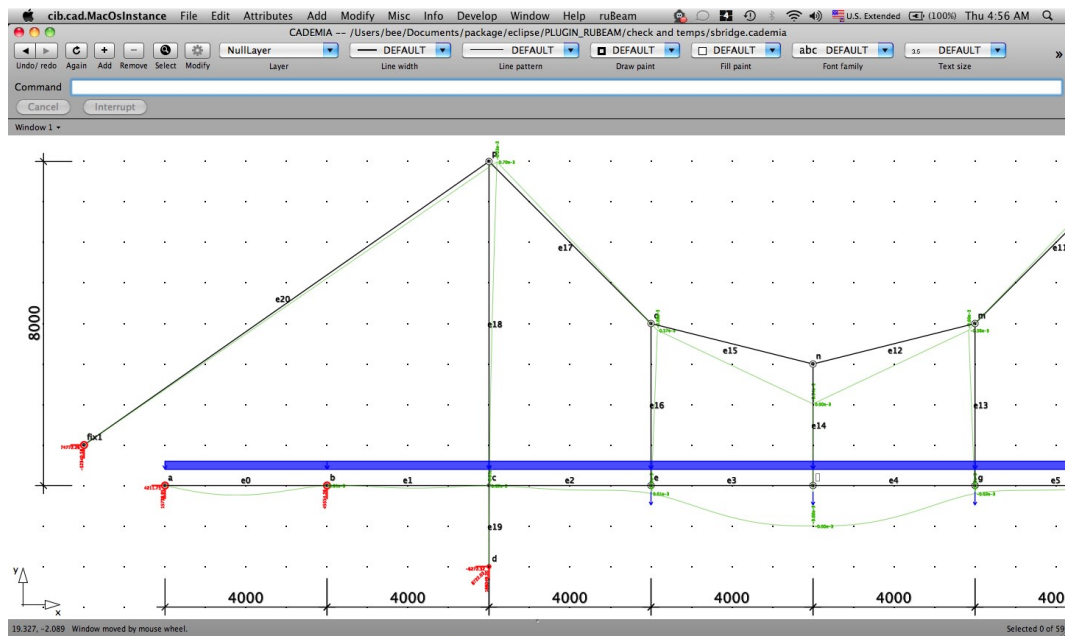 cib.cad.MacOsInstance File Edit Attributes Add Modify Misc Info Develop Window Help ruBeam U.S. Extended (100%) Thu 4:56 AM
CADEMIA -- /Users/bee/Documents/package/eclipse/PLUGIN_RUBEAM/check and temps/sbridge.cademia
NullLayer DEFAULT DEFAULT DEFAULT DEFAULT abc DEFAULT 3.5 DEFAULT
Undo/ redo Again Add Remove Select Modify Layer Line width Line pattern Draw paint Fill paint Font family Text size
»
Command
Cancel Interrupt
Window 1
p
e17
e11
e20
8000
e18
o
m
e15
e12
n
e16
e13
e14
fix1
a b c e g
e0 e1 e2 e3 e4 e5
e19
d
y
4000 4000 4000 4000 4000 400
x
19.327, -2.089 Window moved by mouse wheel. Selected 0 of 59